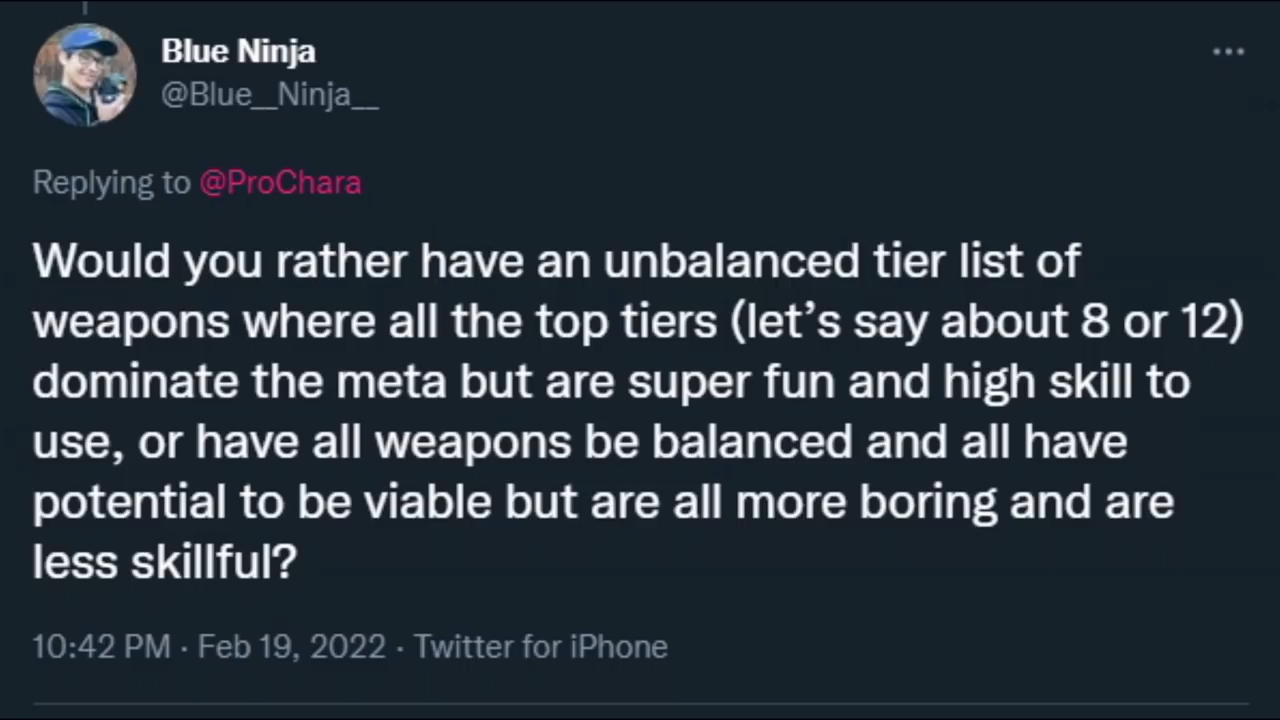 Blue Ninja
@Blue__Ninja__
Replying to @ProChara
Would you rather have an unbalanced tier list of
weapons where all the top tiers (let’s say about 8 or 12)
dominate the meta but are super fun and high skill to
use, or have all weapons be balanced and all have
potential to be viable but are all more boring and are
less skillful?
10:42 PM · Feb 19, 2022 · Twitter for iPhone